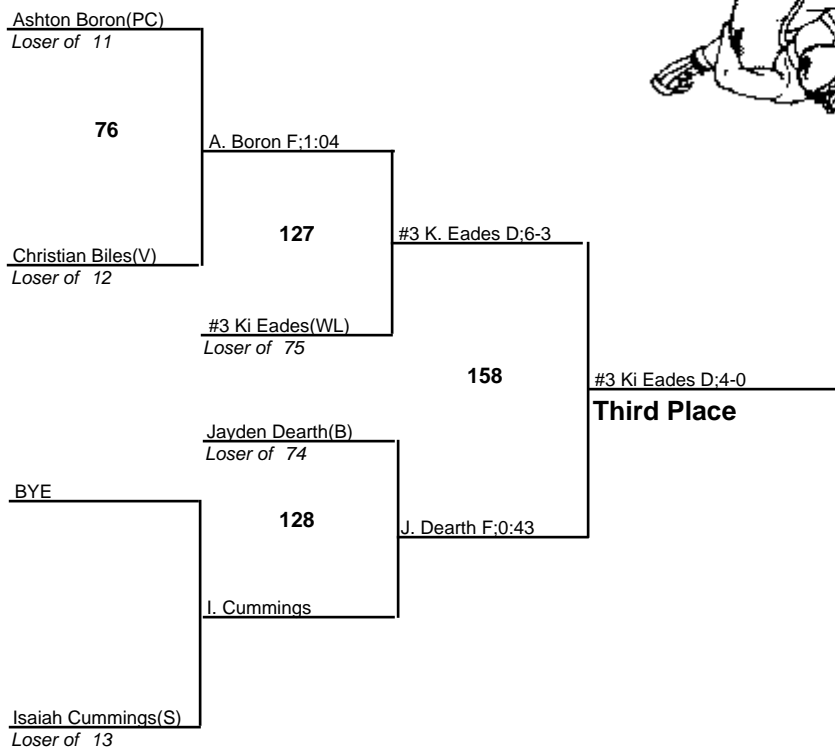 Ashton Boron(PC)
Loser of 11
76
A. Boron F;1:04
127
#3 K. Eades D;6-3
Christian Biles(V)
Loser of 12
#3 Ki Eades(WL)
Loser of 75
158
#3 Ki Eades D;4-0
Third Place
Jayden Dearth(B)
Loser of 74
BYE
128
J. Dearth F;0:43
I. Cummings
Isaiah Cummings(S)
Loser of 13